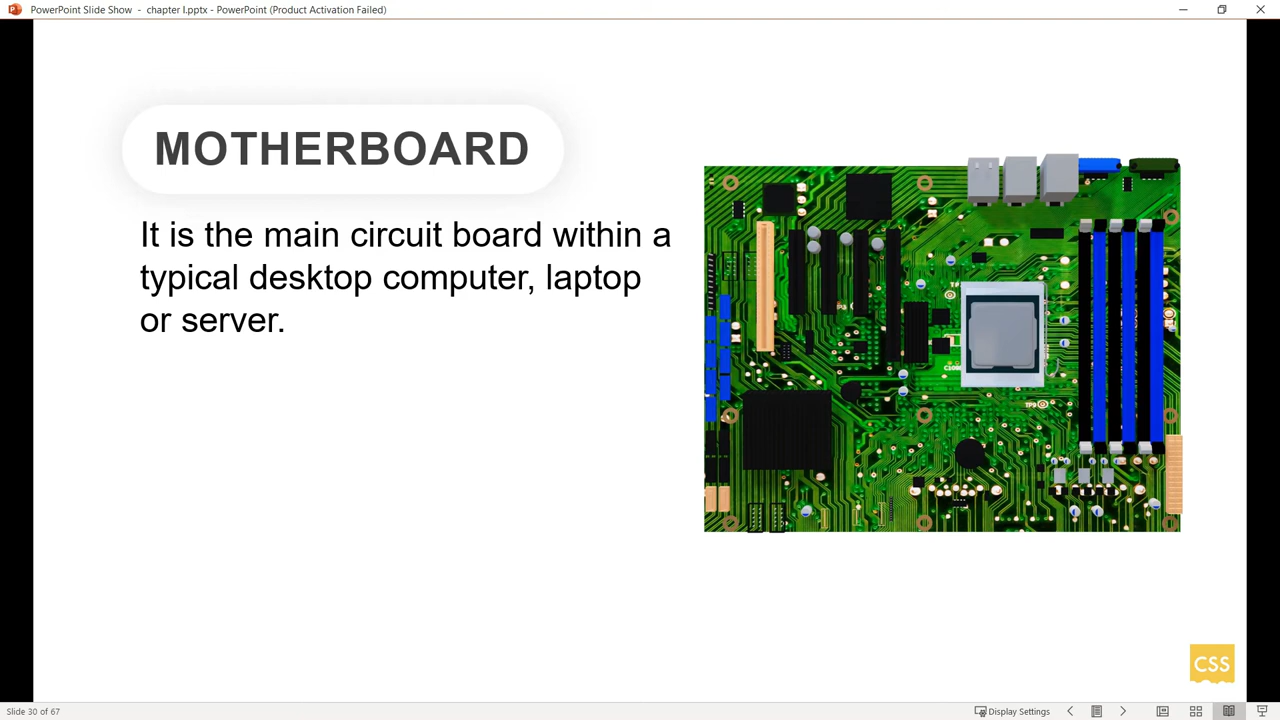 PowerPoint Slide Show - chapter I.pptx - PowerPoint (Product Activation Failed)
MOTHERBOARD
It is the main circuit board within a
typical desktop computer, laptop
or server.
TP9
CSS
Slide 30 of 67
Display Settings